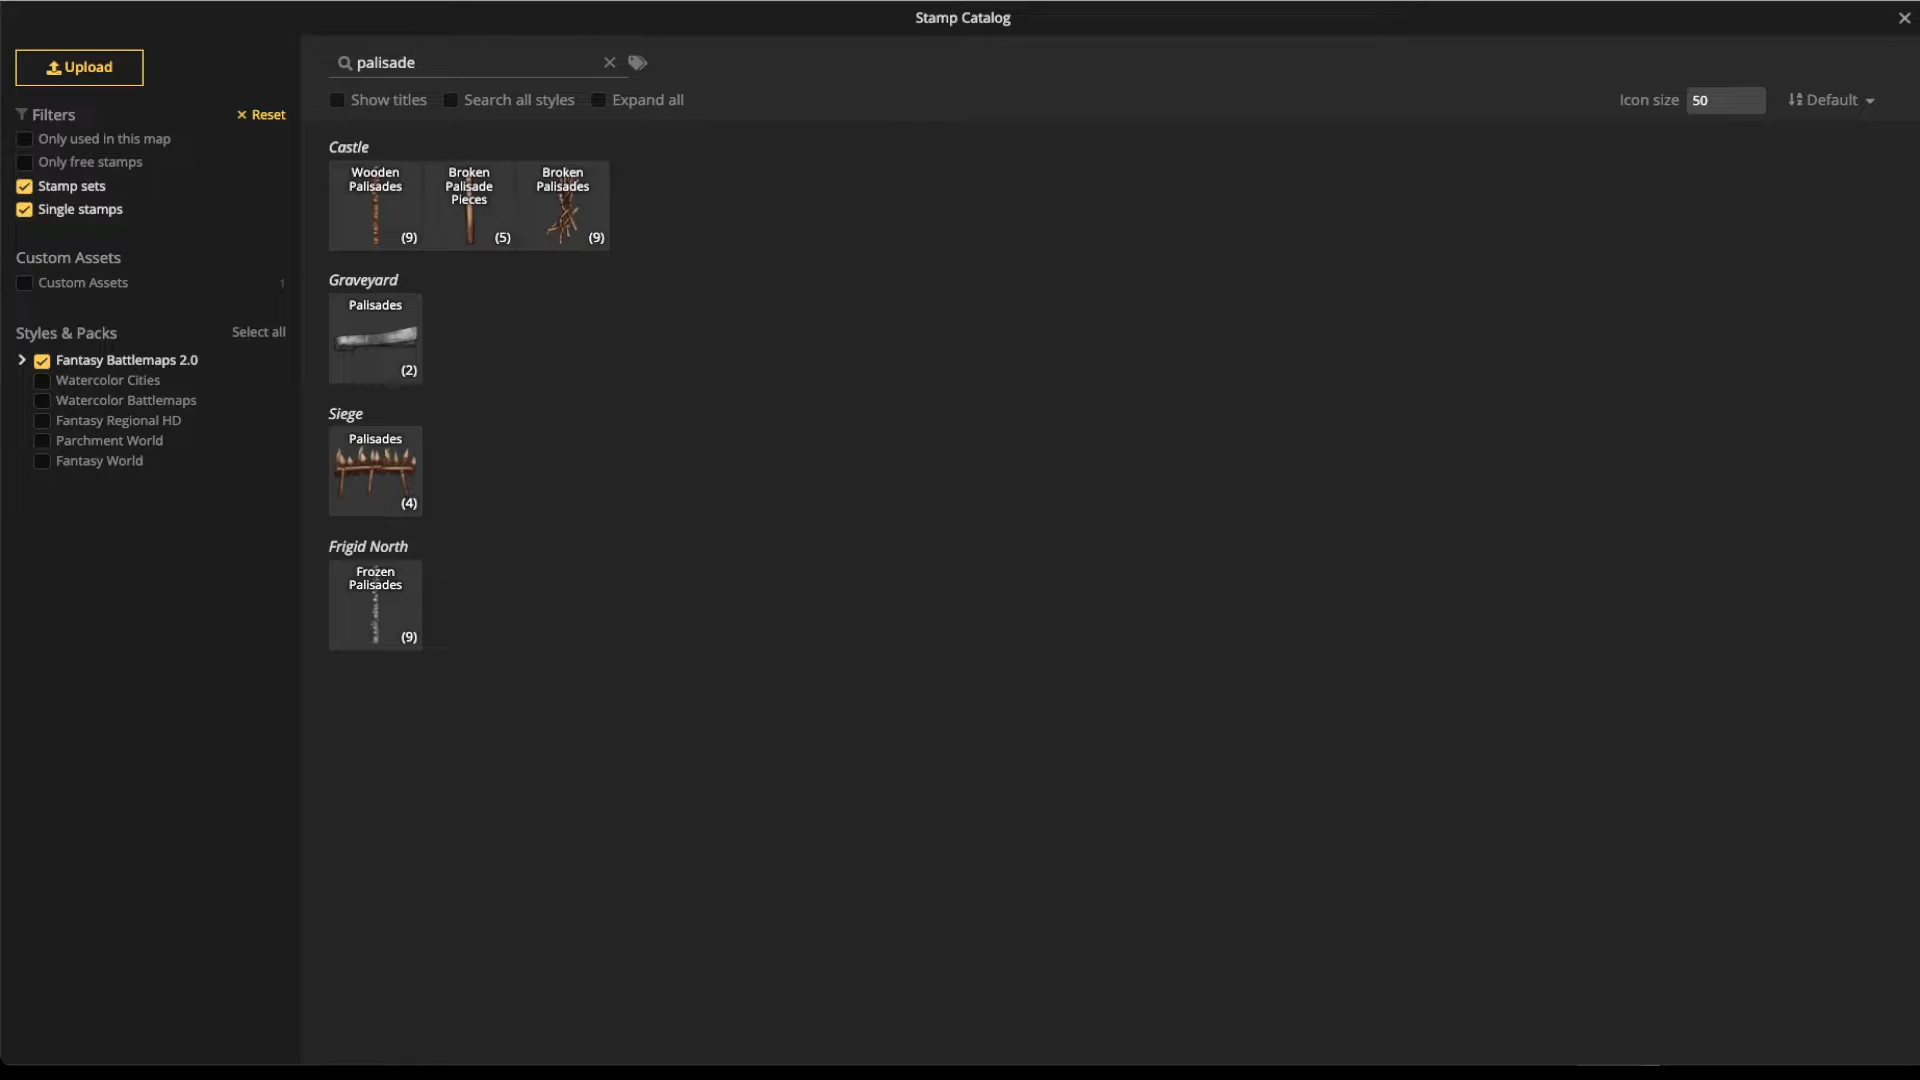 Stamp Catalog
Upload
palisade
Show titles
Search all styles
Expand all
Icon size
50
Default
Filters
Reset
Only used in this map
Only free stamps
Stamp sets
Single stamps
Custom Assets
Custom Assets
1
Styles & Packs
Select all
Fantasy Battlemaps 2.0
Watercolor Cities
Watercolor Battlemaps
Fantasy Regional HD
Parchment World
Fantasy World
Castle
Wooden
Palisades
(9)
Broken
Palisade
Pieces
(5)
Broken
Palisades
(9)
Graveyard
Palisades
(2)
Siege
Palisades
(4)
Frigid North
Frozen
Palisades
(9)